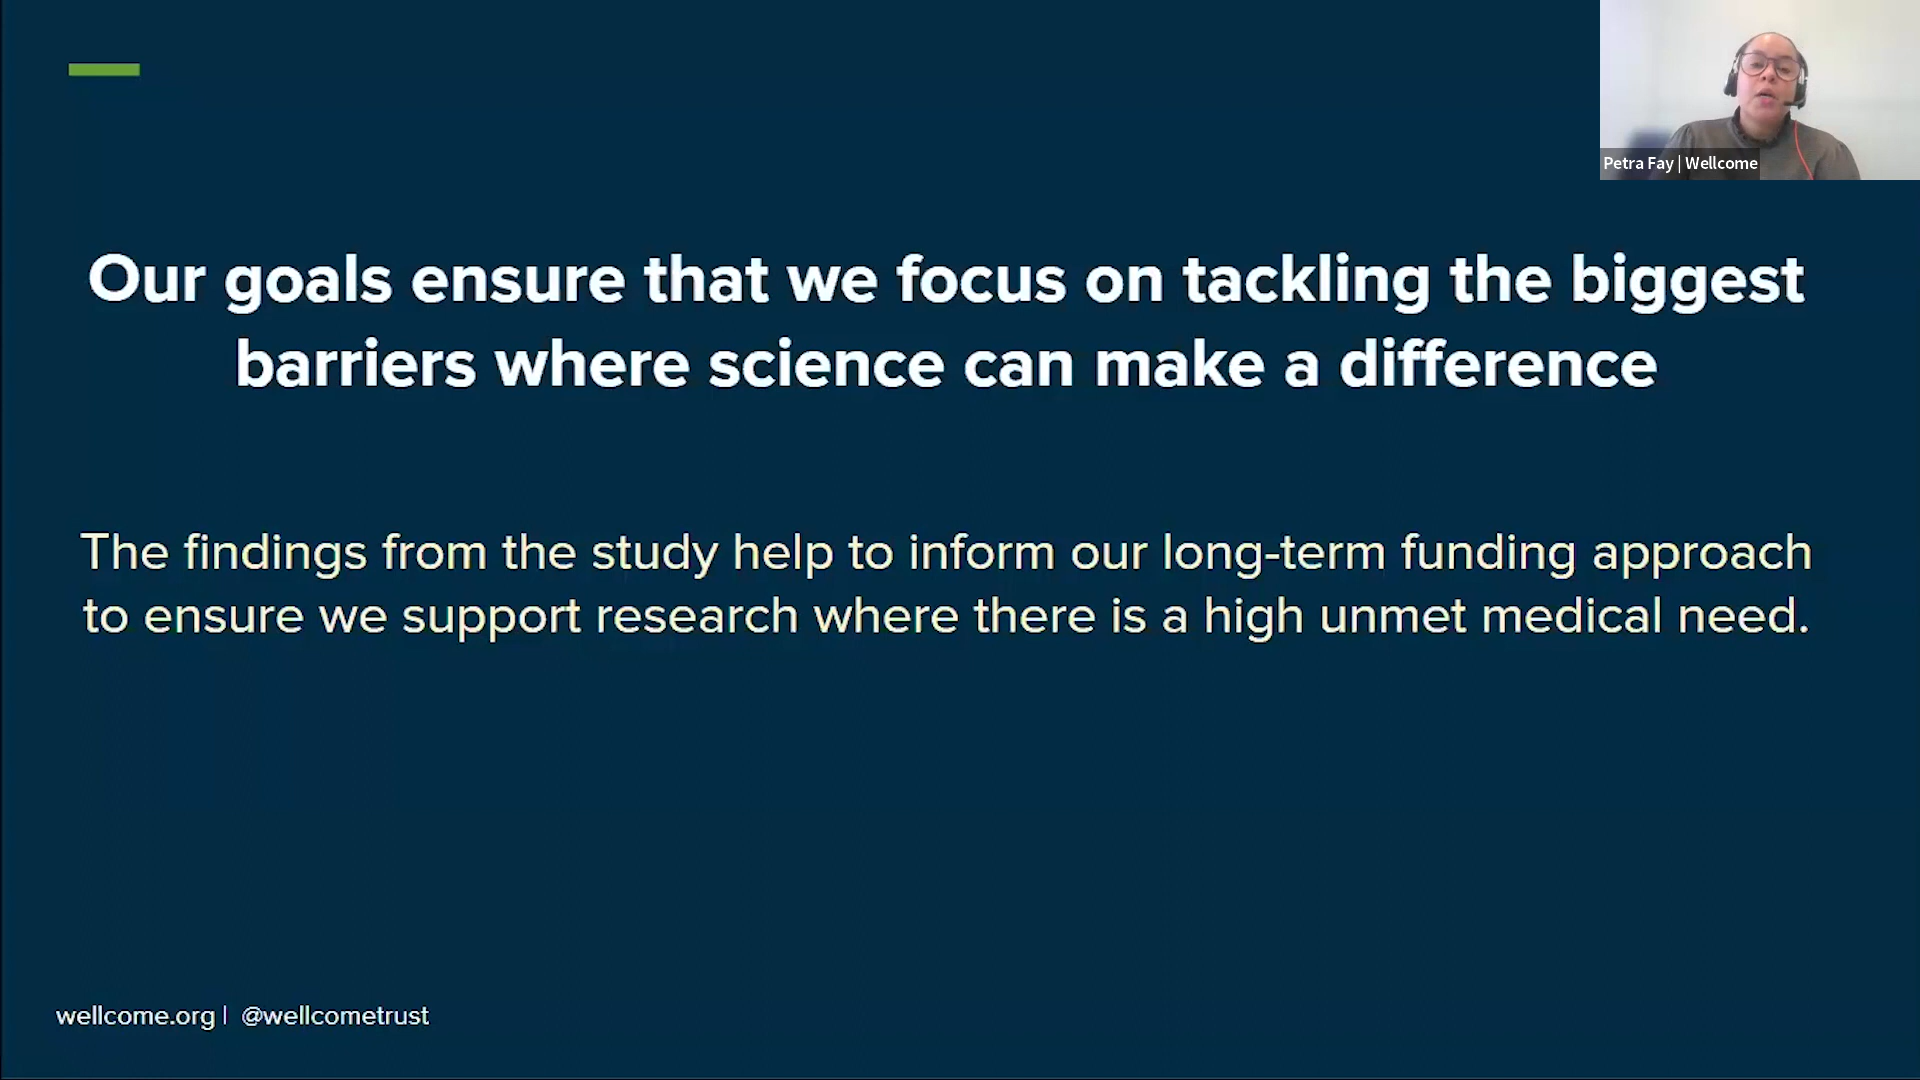 Petra Fay | Wellcome
Our goals ensure that we focus on tackling the biggest
barriers where science can make a difference
The findings from the study help to inform our long-term funding approach
to ensure we support research where there is a high unmet medical need.
wellcome.org | @wellcometrust